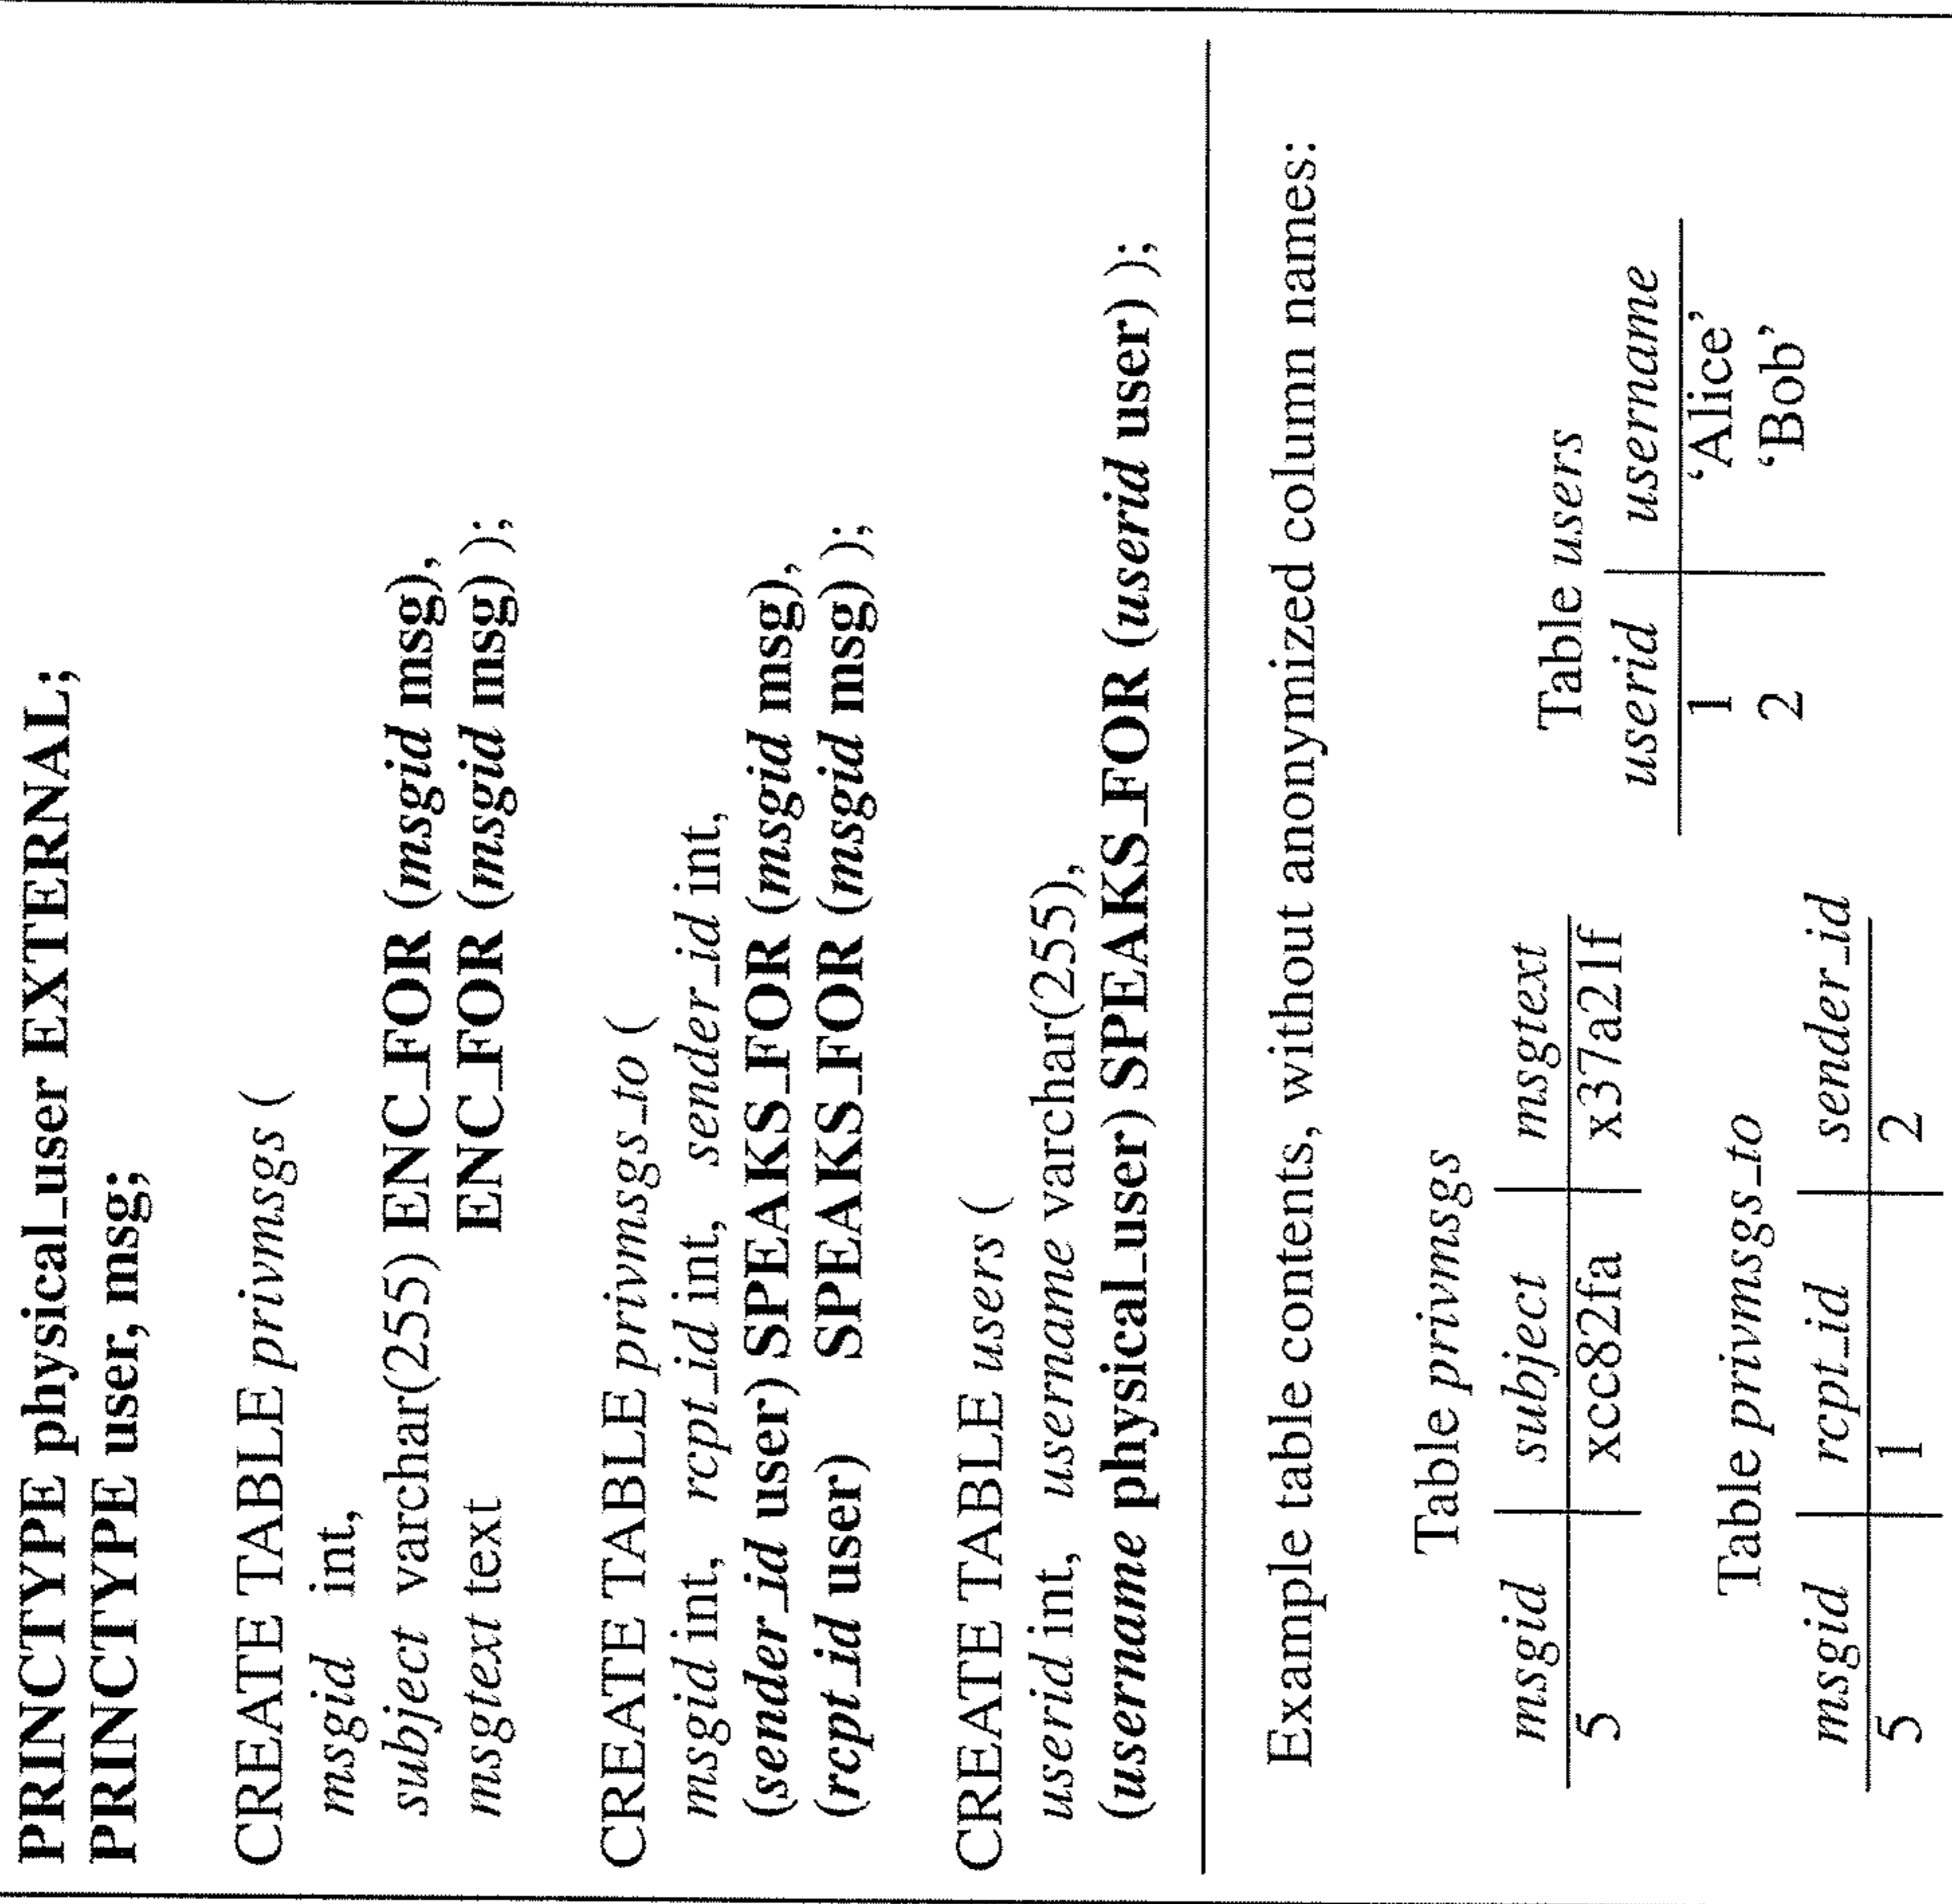 PRINCTYPE physical_user EXTERNAL;
PRINCTYPE user, msg;
CREATE TABLE privmsgs (
msgid int,
subject varchar(255) ENC_FOR (msgid msg),
msgtext text ENC_FOR (msgid msg) );
CREATE TABLE privmsgs_to (
msgid int, rcpt_id int, sender_id int,
(sender_id user) SPEAKS_FOR (msgid msg),
(rcpt_id user) SPEAKS_FOR (msgid msg) );
CREATE TABLE users (
userid int, username varchar(255),
(username physical_user) SPEAKS_FOR (userid user) );
Example table contents, without anonymized column names:
Table privmsgs
msgid subject msgtext
5 xcc82fa x37a21f
Table privmsgs_to
msgid rcpt_id sender_id
5 1 2
Table users
userid username
1 ‘Alice’
2 ‘Bob’